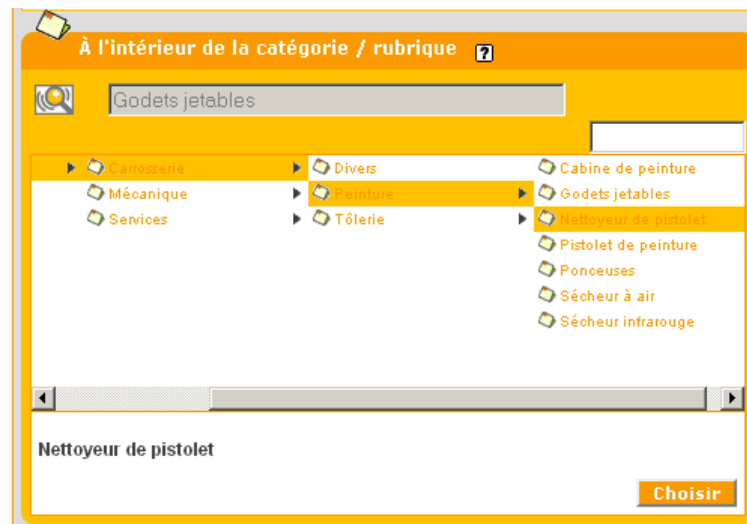 À l'intérieur de la catégorie / rubrique ?
Godets jetables
Carrosserie Divers Cabine de peinture
Mécanique Peinture Godets jetables
Services Tôlerie Nettoyeur de pistolet
Pistolet de peinture
Ponceuses
Sécheur à air
Sécheur infrarouge
Nettoyeur de pistolet
Choisir